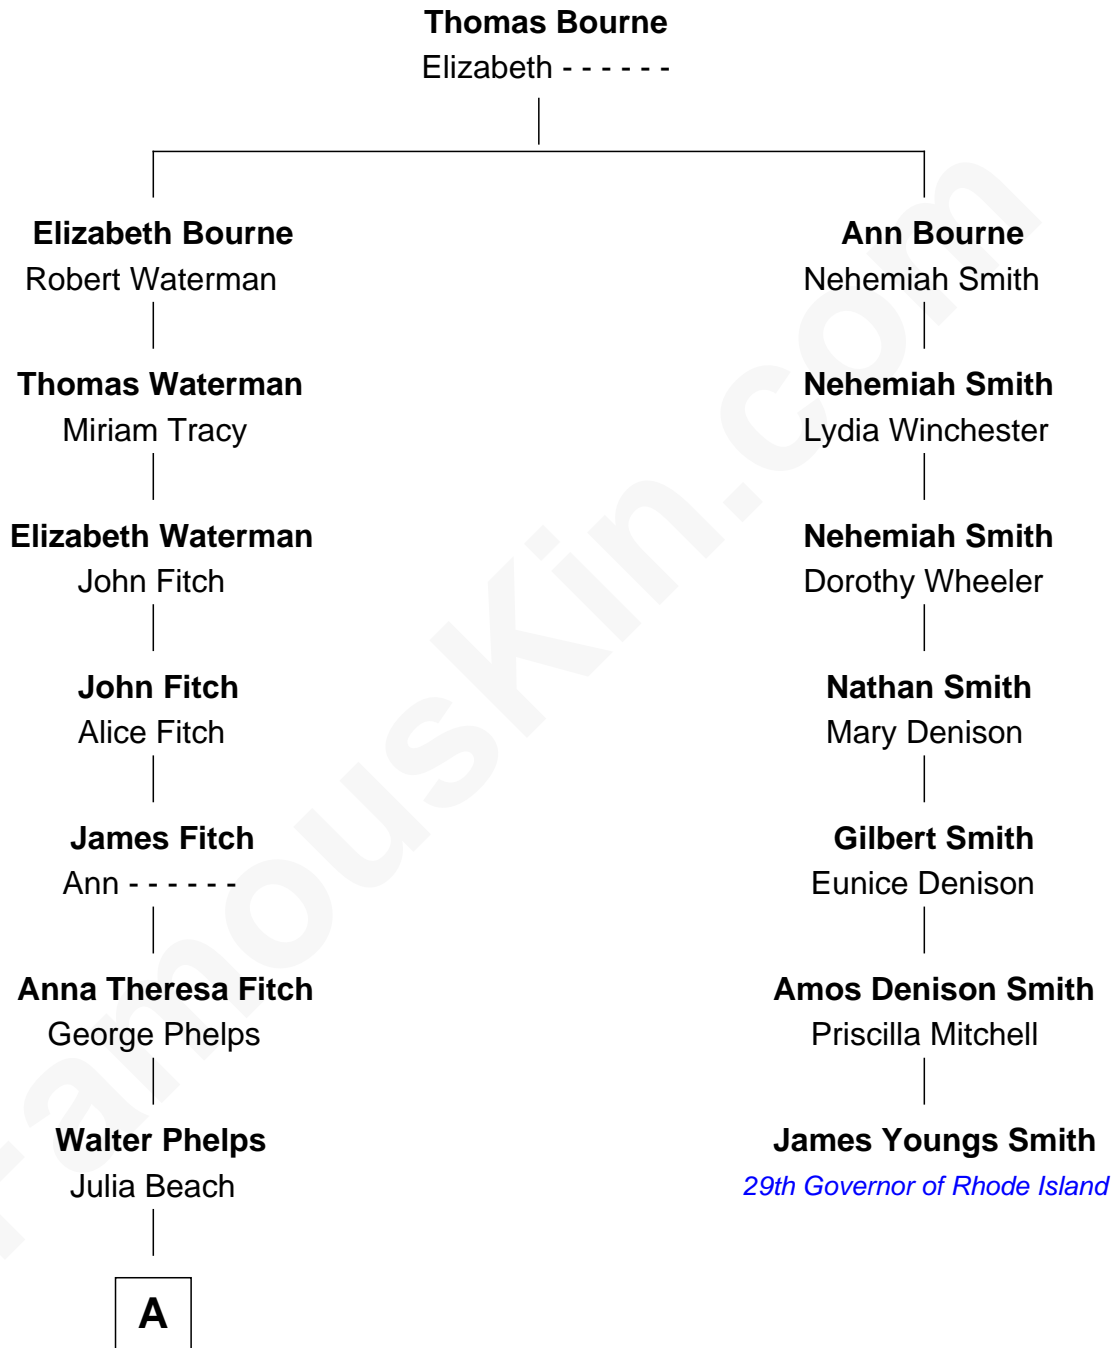 Thomas Bourne
Elizabeth - - - - - -
Elizabeth Bourne
Robert Waterman
Ann Bourne
Nehemiah Smith
Thomas Waterman
Miriam Tracy
Nehemiah Smith
Lydia Winchester
Elizabeth Waterman
John Fitch
Nehemiah Smith
Dorothy Wheeler
John Fitch
Alice Fitch
Nathan Smith
Mary Denison
James Fitch
Ann - - - - - -
Gilbert Smith
Eunice Denison
Anna Theresa Fitch
George Phelps
Amos Denison Smith
Priscilla Mitchell
Walter Phelps
Julia Beach
James Youngs Smith
29th Governor of Rhode Island
A
FamousKin.com